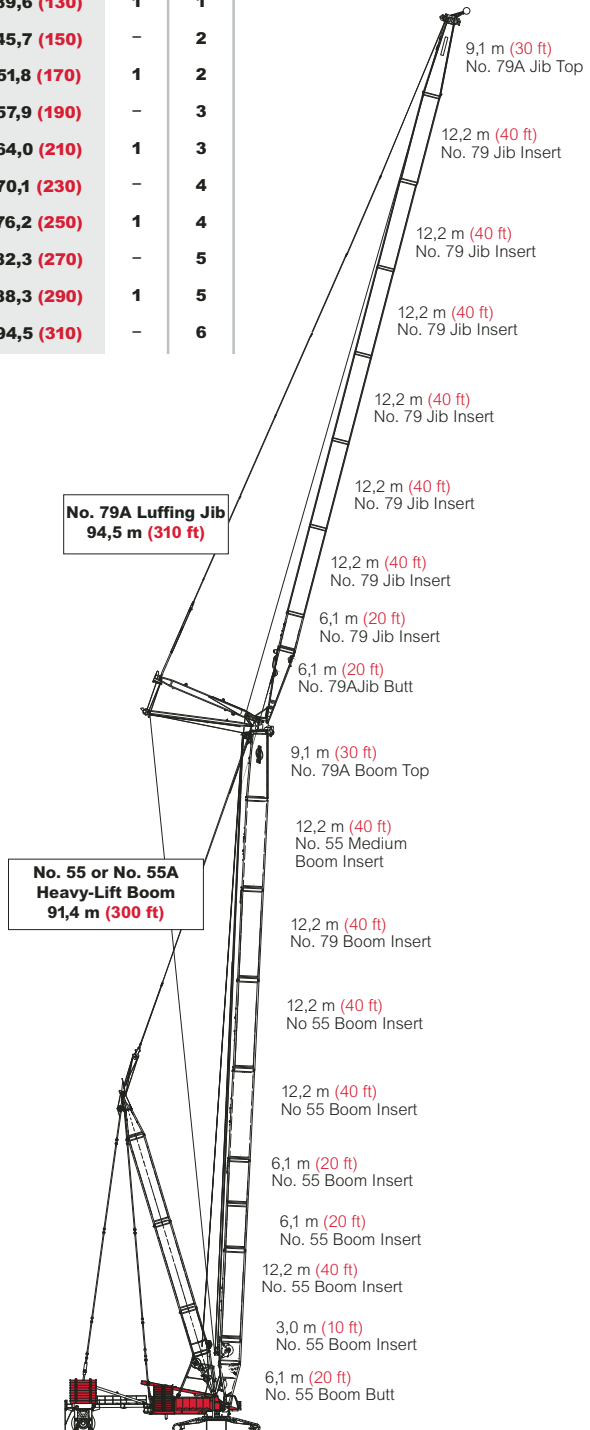 39,6 (130) 1 1
45,7 (150) – 2
51,8 (170) 1 2
57,9 (190) – 3
64,0 (210) 1 3
70,1 (230) – 4
76,2 (250) 1 4
82,3 (270) – 5
88,3 (290) 1 5
94,5 (310) – 6
9,1 m (30 ft)
No. 79A Jib Top
12,2 m (40 ft)
No. 79 Jib Insert
12,2 m (40 ft)
No. 79 Jib Insert
12,2 m (40 ft)
No. 79 Jib Insert
12,2 m (40 ft)
No. 79 Jib Insert
12,2 m (40 ft)
No. 79 Jib Insert
No. 79A Luffing Jib
94,5 m (310 ft)
12,2 m (40 ft)
No. 79 Jib Insert
6,1 m (20 ft)
No. 79 Jib Insert
6,1 m (20 ft)
No. 79AJib Butt
9,1 m (30 ft)
No. 79A Boom Top
12,2 m (40 ft)
No. 55 Medium
Boom Insert
No. 55 or No. 55A
Heavy-Lift Boom
91,4 m (300 ft)
12,2 m (40 ft)
No. 79 Boom Insert
12,2 m (40 ft)
No 55 Boom Insert
12,2 m (40 ft)
No 55 Boom Insert
6,1 m (20 ft)
No. 55 Boom Insert
6,1 m (20 ft)
No. 55 Boom Insert
12,2 m (40 ft)
No. 55 Boom Insert
3,0 m (10 ft)
No. 55 Boom Insert
6,1 m (20 ft)
No. 55 Boom Butt